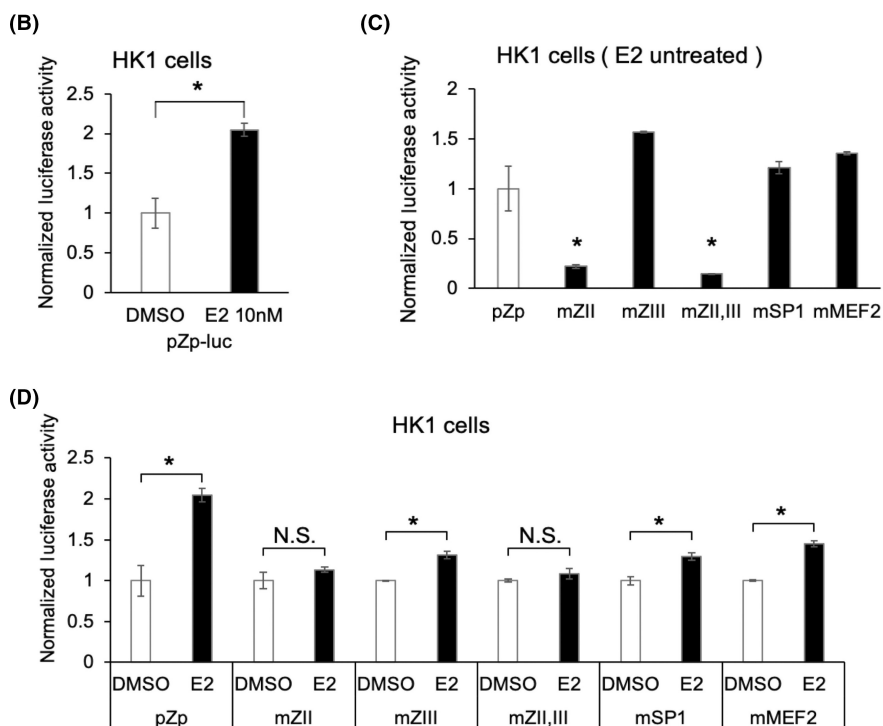 (B)
HK1 cells
Normalized luciferase activity
2.5
2
1.5
1
0.5
0
*
DMSO E2 10nM
pZp-luc
(C)
HK1 cells ( E2 untreated )
Normalized luciferase activity
2
1.5
1
0.5
0
* *
pZp mZII mZIII mZII,III mSP1 mMEF2
(D)
HK1 cells
Normalized luciferase activity
2.5
2
1.5
1
0.5
0
* N.S. * N.S. * *
DMSO E2 DMSO E2 DMSO E2 DMSO E2 DMSO E2 DMSO E2
pZp mZII mZIII mZII,III mSP1 mMEF2